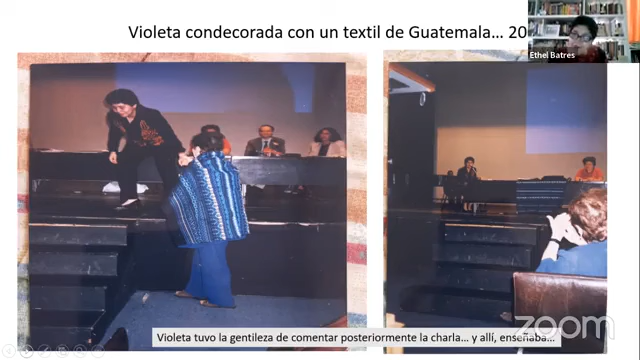 Violeta condecorada con un textil de Guatemala... 20
Ethel Batres
Violeta tuvo la gentileza de comentar posteriormente la charla... y allí, enseñaba...
zoom